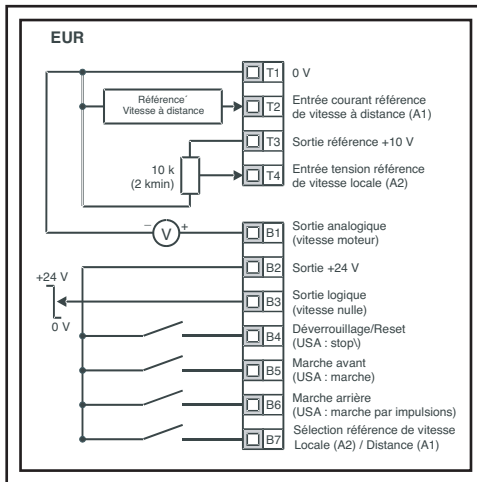 EUR
T1 0 V
Référence´
Vitesse à distance
T2 Entrée courant référence
de vitesse à distance (A1)
T3 Sortie référence +10 V
10 k
(2 kmin)
T4 Entrée tension référence
de vitesse locale (A2)
− V +
B1 Sortie analogique
(vitesse moteur)
B2 Sortie +24 V
+24 V
0 V
B3 Sortie logique
(vitesse nulle)
B4 Déverrouillage/Reset
(USA : stop\)
B5 Marche avant
(USA : marche)
B6 Marche arrière
(USA : marche par impulsions)
B7 Sélection référence de vitesse
Locale (A2) / Distance (A1)